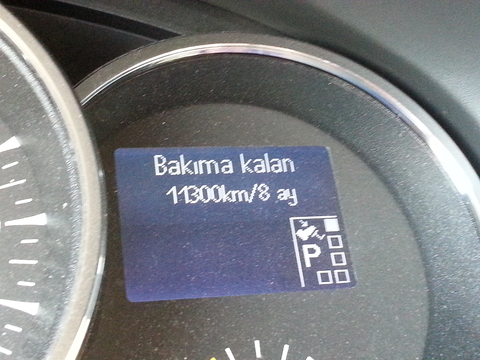 Bakıma kalan
11300km/8 ay
P